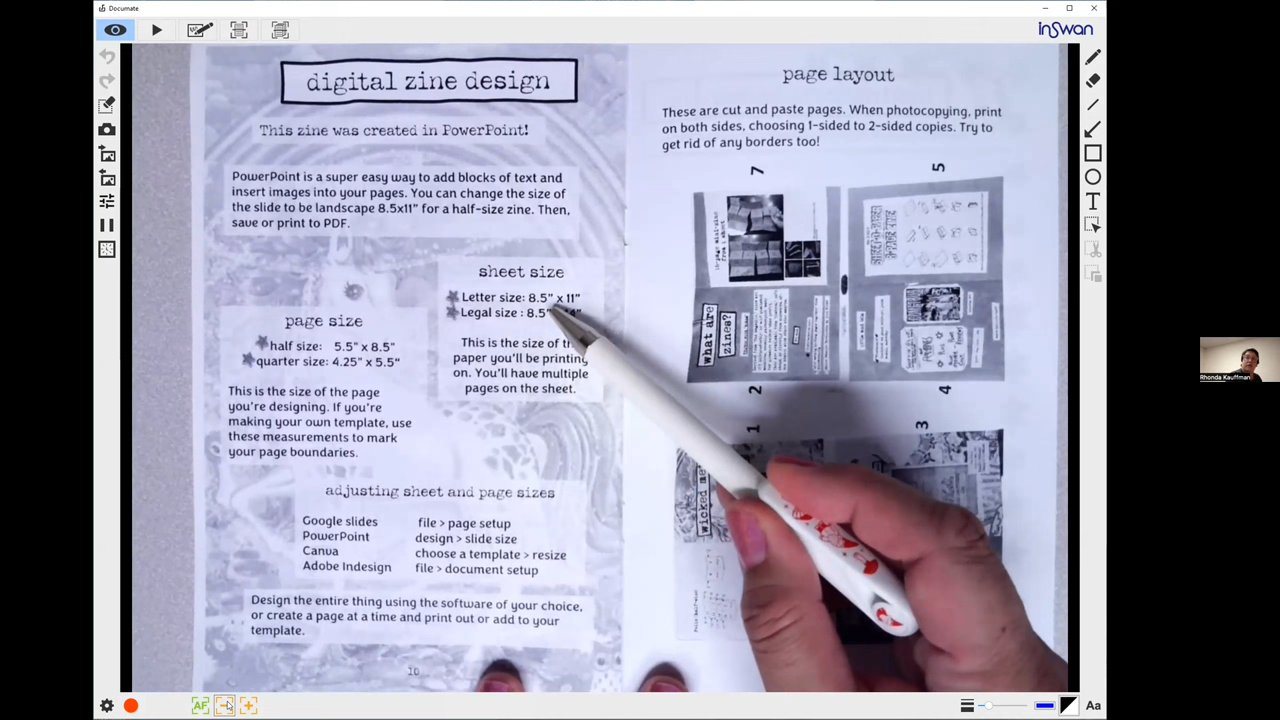 Documate
inswan
digital zine design
This zine was created in PowerPoint!
PowerPoint is a super easy way to add blocks of text and
insert images into your pages. You can change the size of
the slide to be landscape 8.5x11" for a half-size zine. Then,
save or print to PDF.
sheet size
Letter size: 8.5" x 11"
Legal size : 8.5"
This is the size of
paper you'll be printing
on. You'll have multiple
pages on the sheet.
page size
half size: 5.5" x 8.5"
quarter size: 4.25" x 5.5"
This is the size of the page
you're designing. If you're
making your own template, use
these measurements to mark
your page boundaries.
adjusting sheet and page sizes
Google slides file > page setup
PowerPoint design > slide size
Canva choose a template > resize
Adobe Indesign file > document setup
Design the entire thing using the software of your choice,
or create a page at a time and print out or add to your
template.
10
page layout
These are cut and paste pages. When photocopying, print
on both sides, choosing 1-sided to 2-sided copies. Try to
get rid of any borders too!
7
5
what are
zines?
2
4
1
3
wicked
Rhonda Kauffman
AF
Aa
T